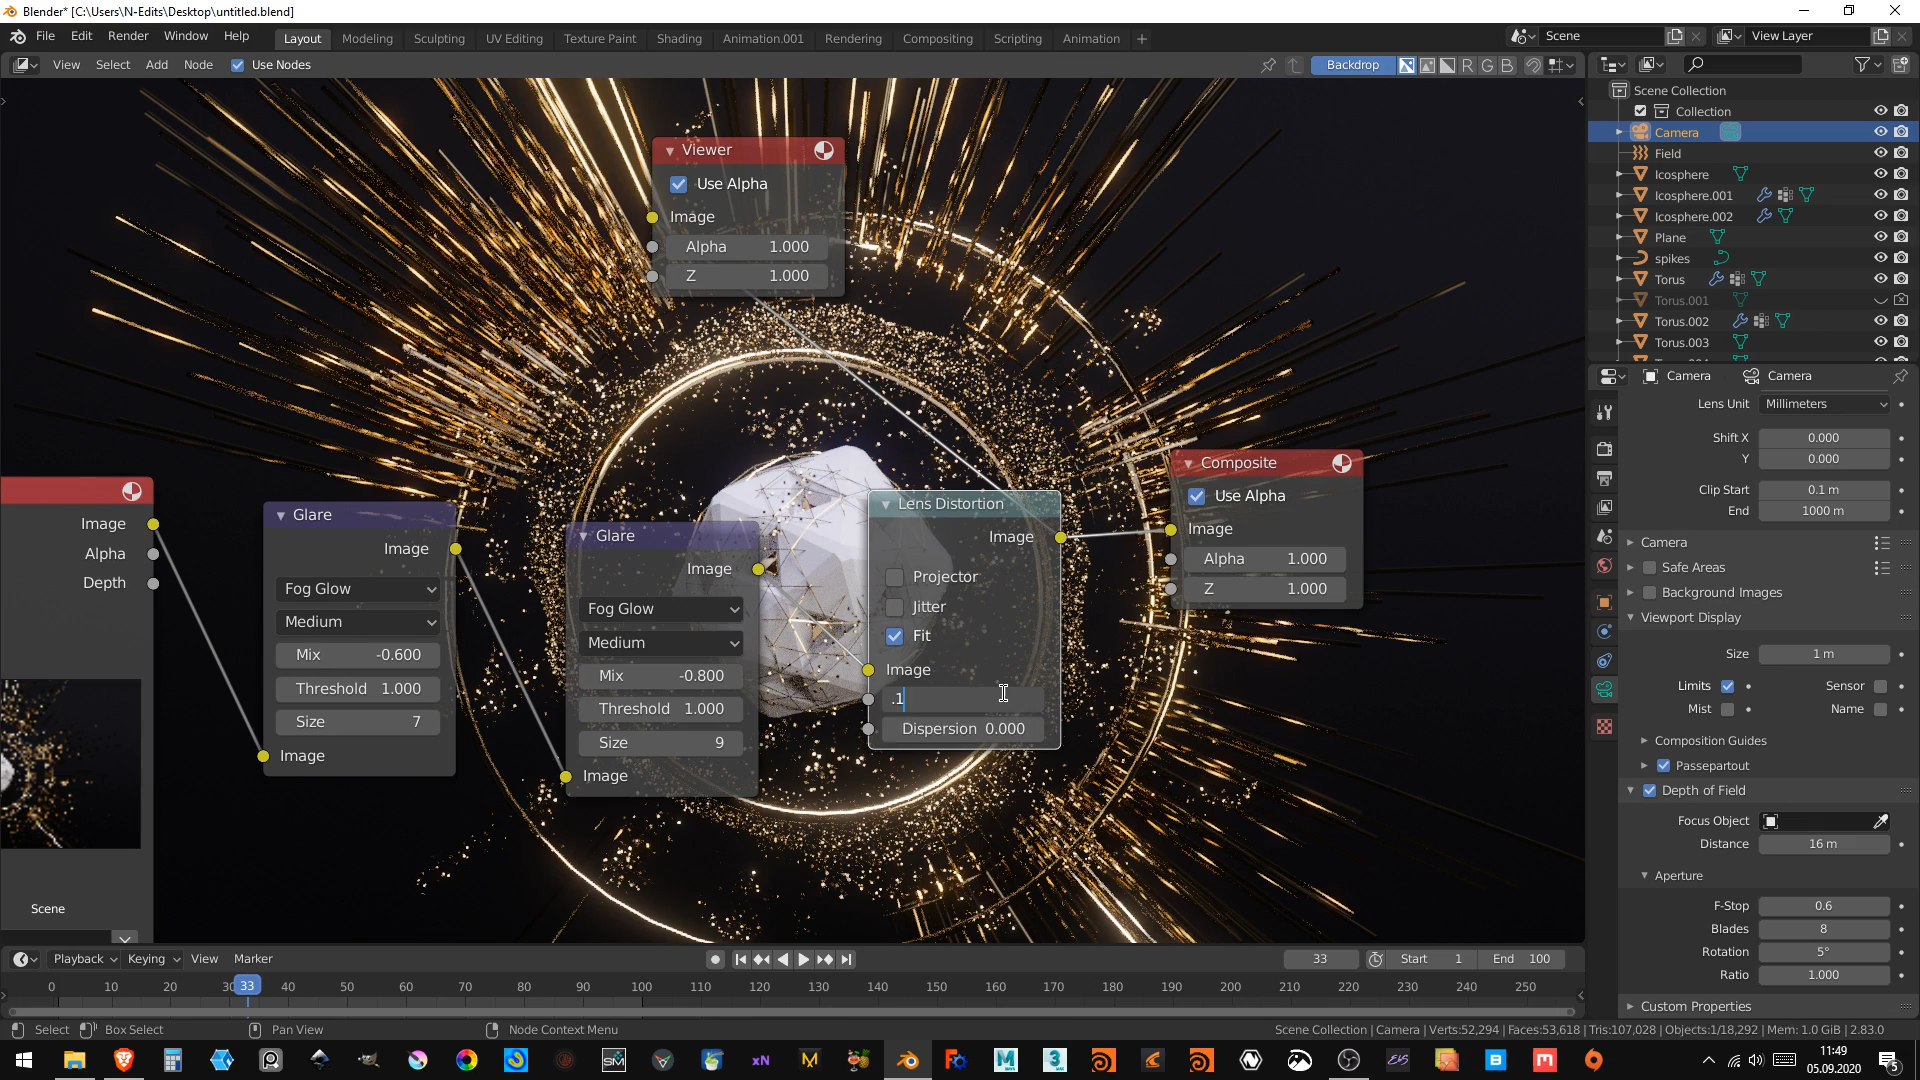 Blender* [C:\Users\N-Edits\Desktop\untitled.blend]
File Edit Render Window Help
Layout Modeling Sculpting UV Editing Texture Paint Shading Animation.001 Rendering Compositing Scripting Animation
Scene
View Layer
View Select Add Node Use Nodes
Backdrop
R G B
Scene Collection
Collection
Camera
Field
Icosphere
Icosphere.001
Icosphere.002
Plane
spikes
Torus
Torus.001
Torus.002
Torus.003
Viewer
Use Alpha
Image
Alpha 1.000
Z 1.000
Image
Alpha
Depth
Scene
Glare
Image
Fog Glow
Medium
Mix -0.600
Threshold 1.000
Size 7
Image
Glare
Image
Fog Glow
Medium
Mix -0.800
Threshold 1.000
Size 9
Image
Lens Distortion
Image
Projector
Jitter
Fit
Image
.1
Dispersion 0.000
Composite
Use Alpha
Image
Alpha 1.000
Z 1.000
Camera Camera
Lens Unit Millimeters
Shift X 0.000
Y 0.000
Clip Start 0.1 m
End 1000 m
Camera
Safe Areas
Background Images
Viewport Display
Size 1 m
Limits Sensor
Mist Name
Composition Guides
Passepartout
Depth of Field
Focus Object
Distance 16 m
Aperture
F-Stop 0.6
Blades 8
Rotation 5°
Ratio 1.000
Custom Properties
Playback Keying View Marker
33 Start 1 End 100
0 10 20 30 33 40 50 60 70 80 90 100 110 120 130 140 150 160 170 180 190 200 210 220 230 240 250
Select Box Select Pan View Node Context Menu
Scene Collection | Camera | Verts:52,294 | Faces:53,618 | Tris:107,028 | Objects:1/18,292 | Mem: 1.0 GiB | 2.83.0
11:49
05.09.2020
5